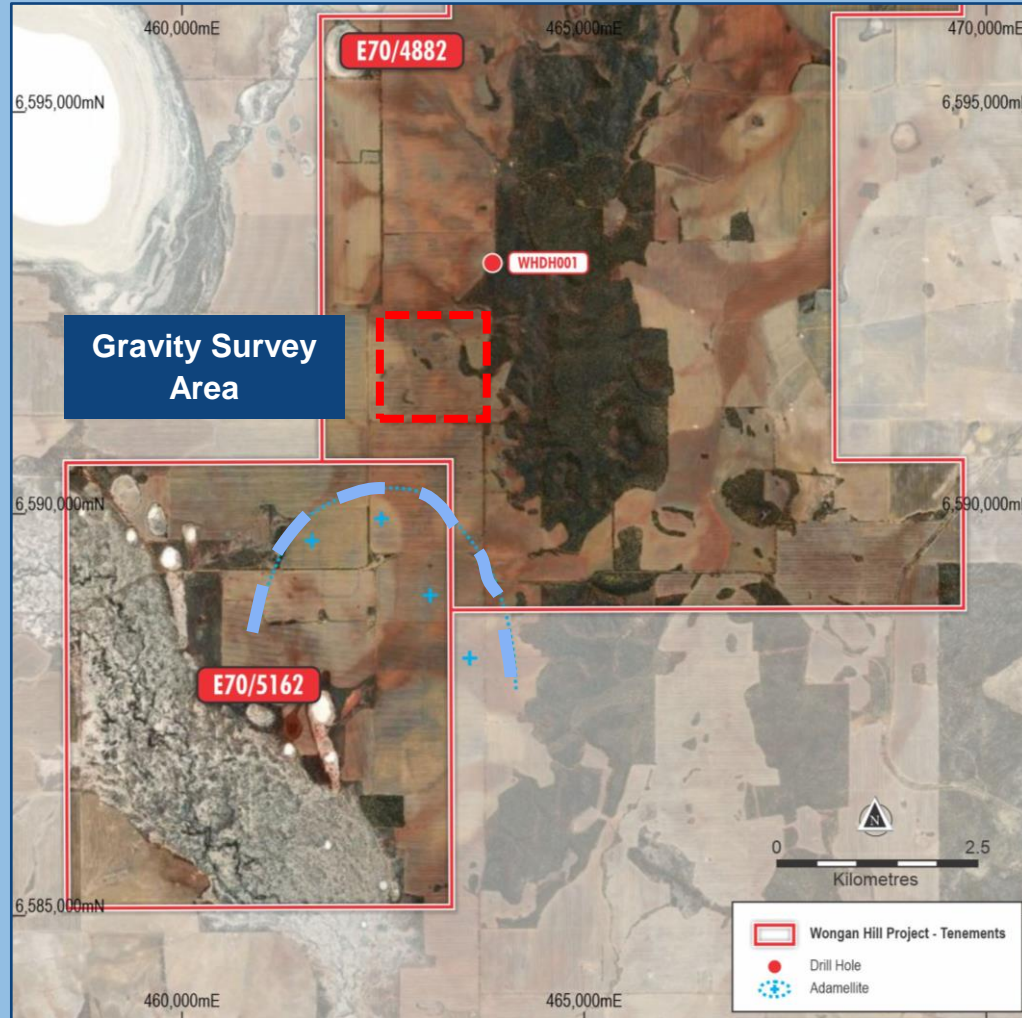 460,000mE
465,000mE
470,000mE
E70/4882
6,595,000mN
6,595,000mN
WHDH001
Gravity Survey
Area
6,590,000mN
6,590,000mN
E70/5162
N
0
2.5
Kilometres
6,585,000mN
Wongan Hill Project - Tenements
Drill Hole
Adamellite
460,000mE
465,000mE